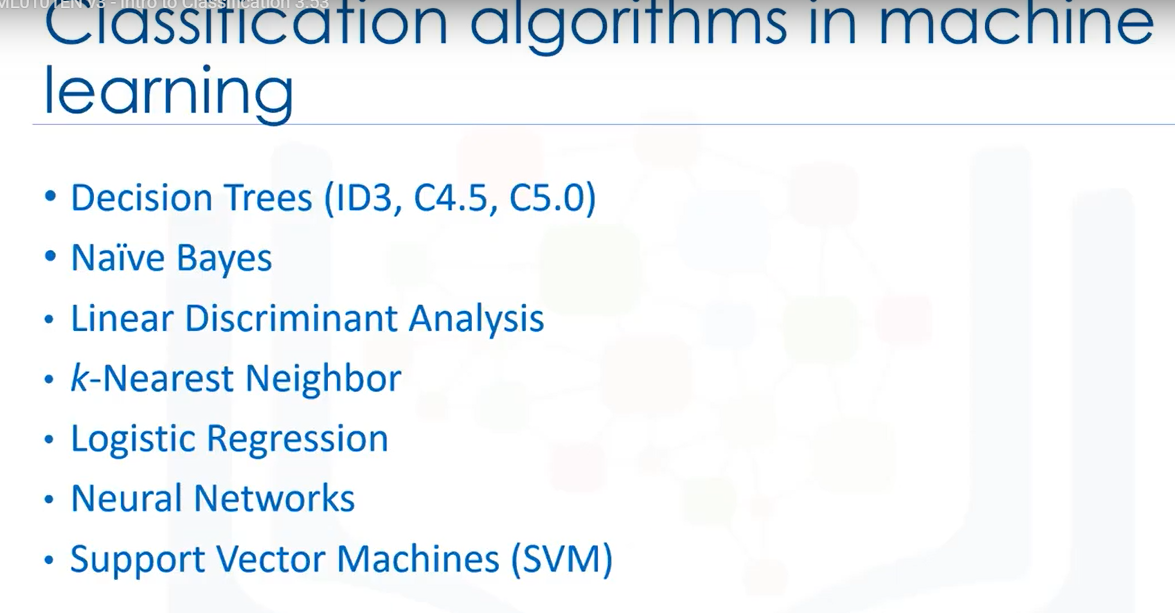 ML0101EN v3 - Intro to Classification 3:53
Classification algorithms in machine
learning
• Decision Trees (ID3, C4.5, C5.0)
• Naïve Bayes
• Linear Discriminant Analysis
• k-Nearest Neighbor
• Logistic Regression
• Neural Networks
• Support Vector Machines (SVM)